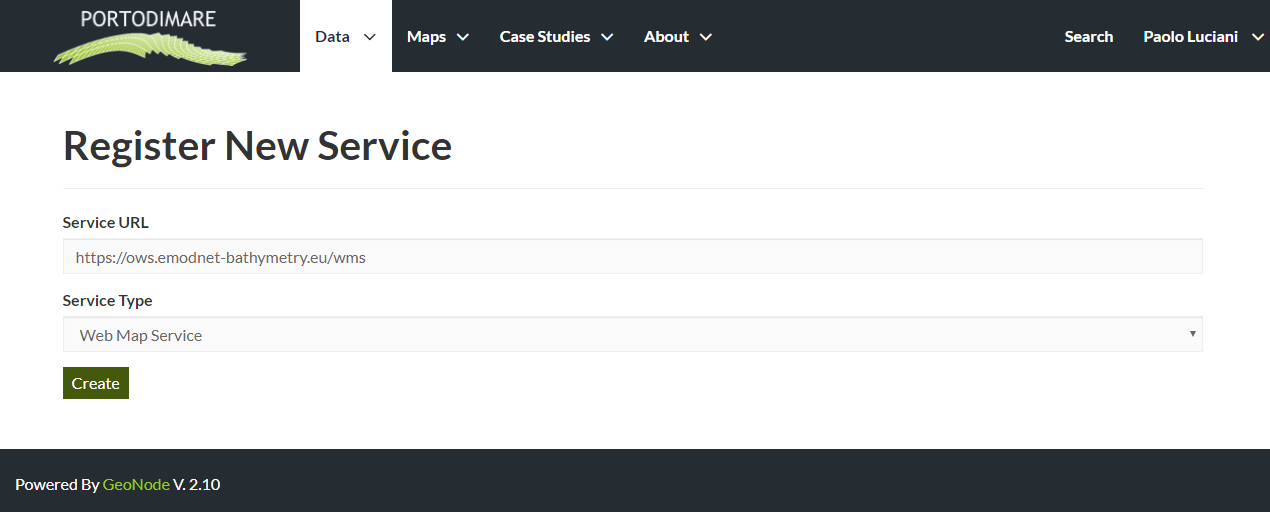 PORTODIMARE
Data Maps Case Studies About Search Paolo Luciani
Register New Service
Service URL
https://ows.emodnet-bathymetry.eu/wms
Service Type
Web Map Service
Create
Powered By GeoNode V. 2.10